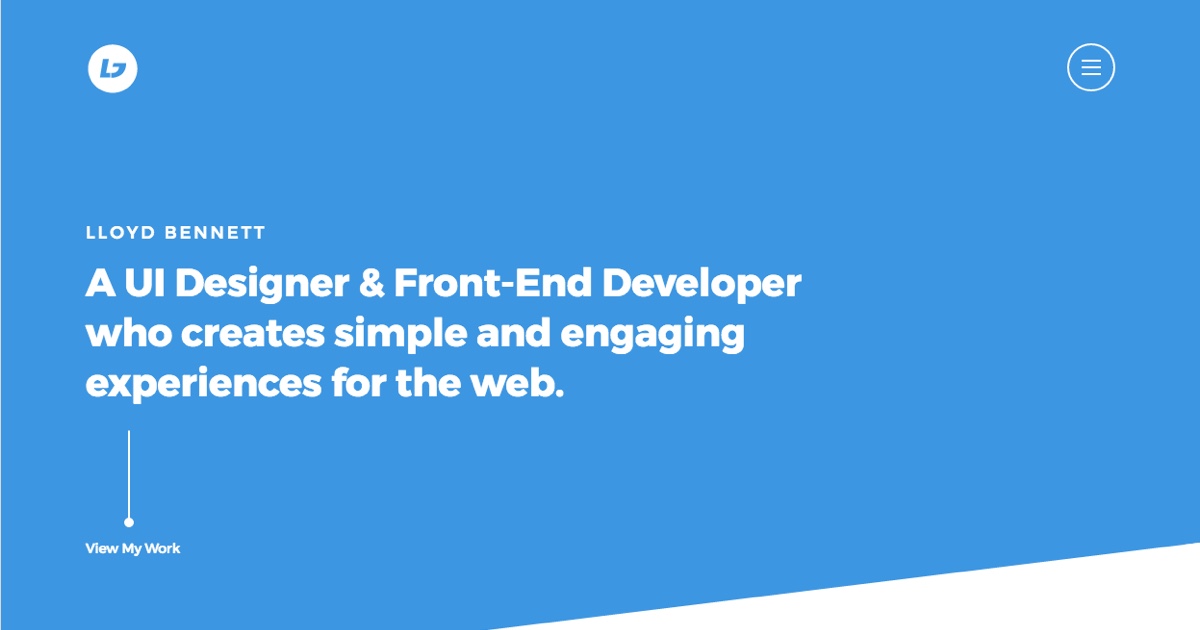 LLOYD BENNETT
A UI Designer & Front-End Developer
who creates simple and engaging
experiences for the web.
View My Work